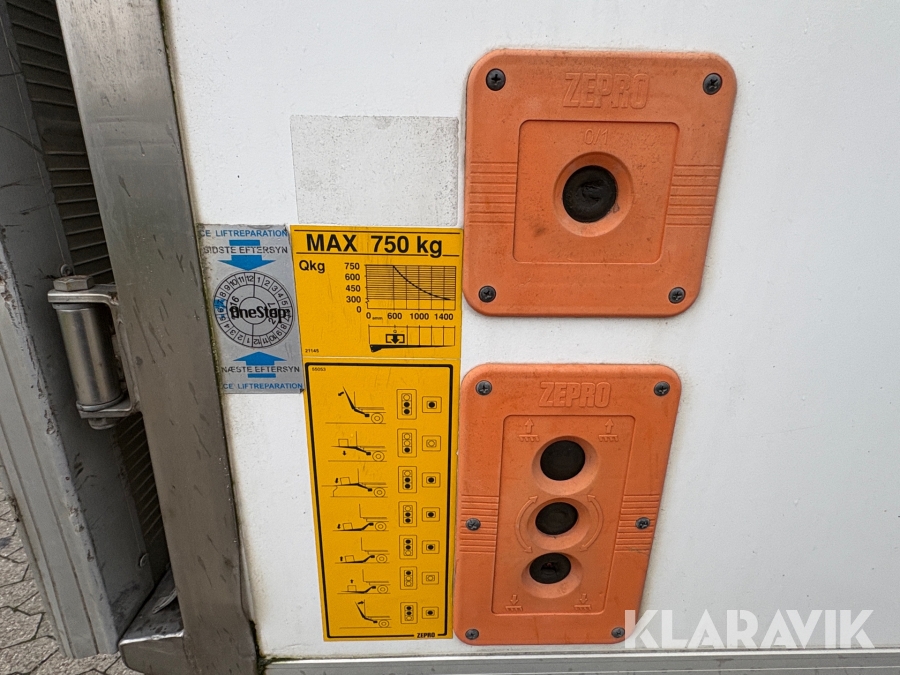 ZEPRO
0/1
CE LIFTREPARATION
SIDSTE EFTERSYN
OneStop
NÆSTE EFTERSYN
CE LIFTREPARATION
MAX 750 kg
Qkg
750
600
450
300
0
0 600 1000 1400
21145
ZEPRO
ZEPRO
KLARAVIK